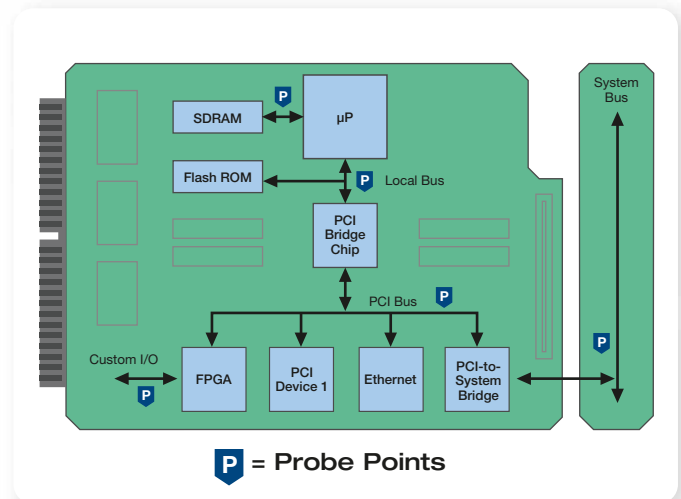 System
Bus
P
SDRAM
µP
Flash ROM
P
Local Bus
PCI
Bridge
Chip
PCI Bus
P
P
Custom I/O
P
FPGA
PCI
Device 1
Ethernet
PCI-to-
System
Bridge
P = Probe Points